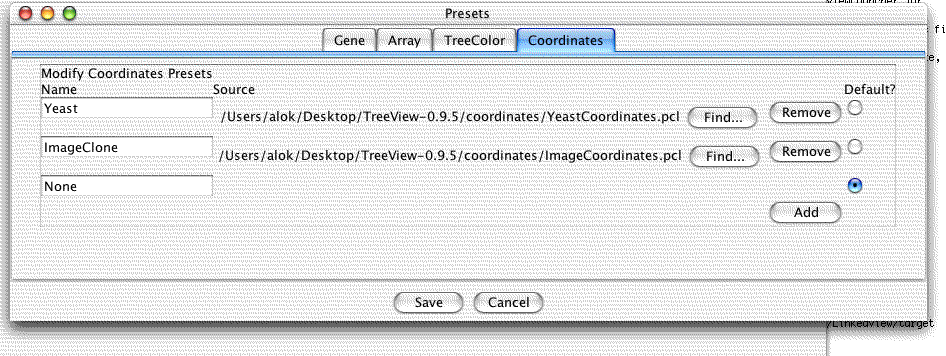 Presets
Gene Array TreeColor Coordinates
Modify Coordinates Presets
Name Source Default?
Yeast /Users/alok/Desktop/TreeView-0.9.5/coordinates/YeastCoordinates.pcl Find... Remove
ImageClone /Users/alok/Desktop/TreeView-0.9.5/coordinates/ImageCoordinates.pcl Find... Remove
None
Add
Save Cancel
yLinkedView/target